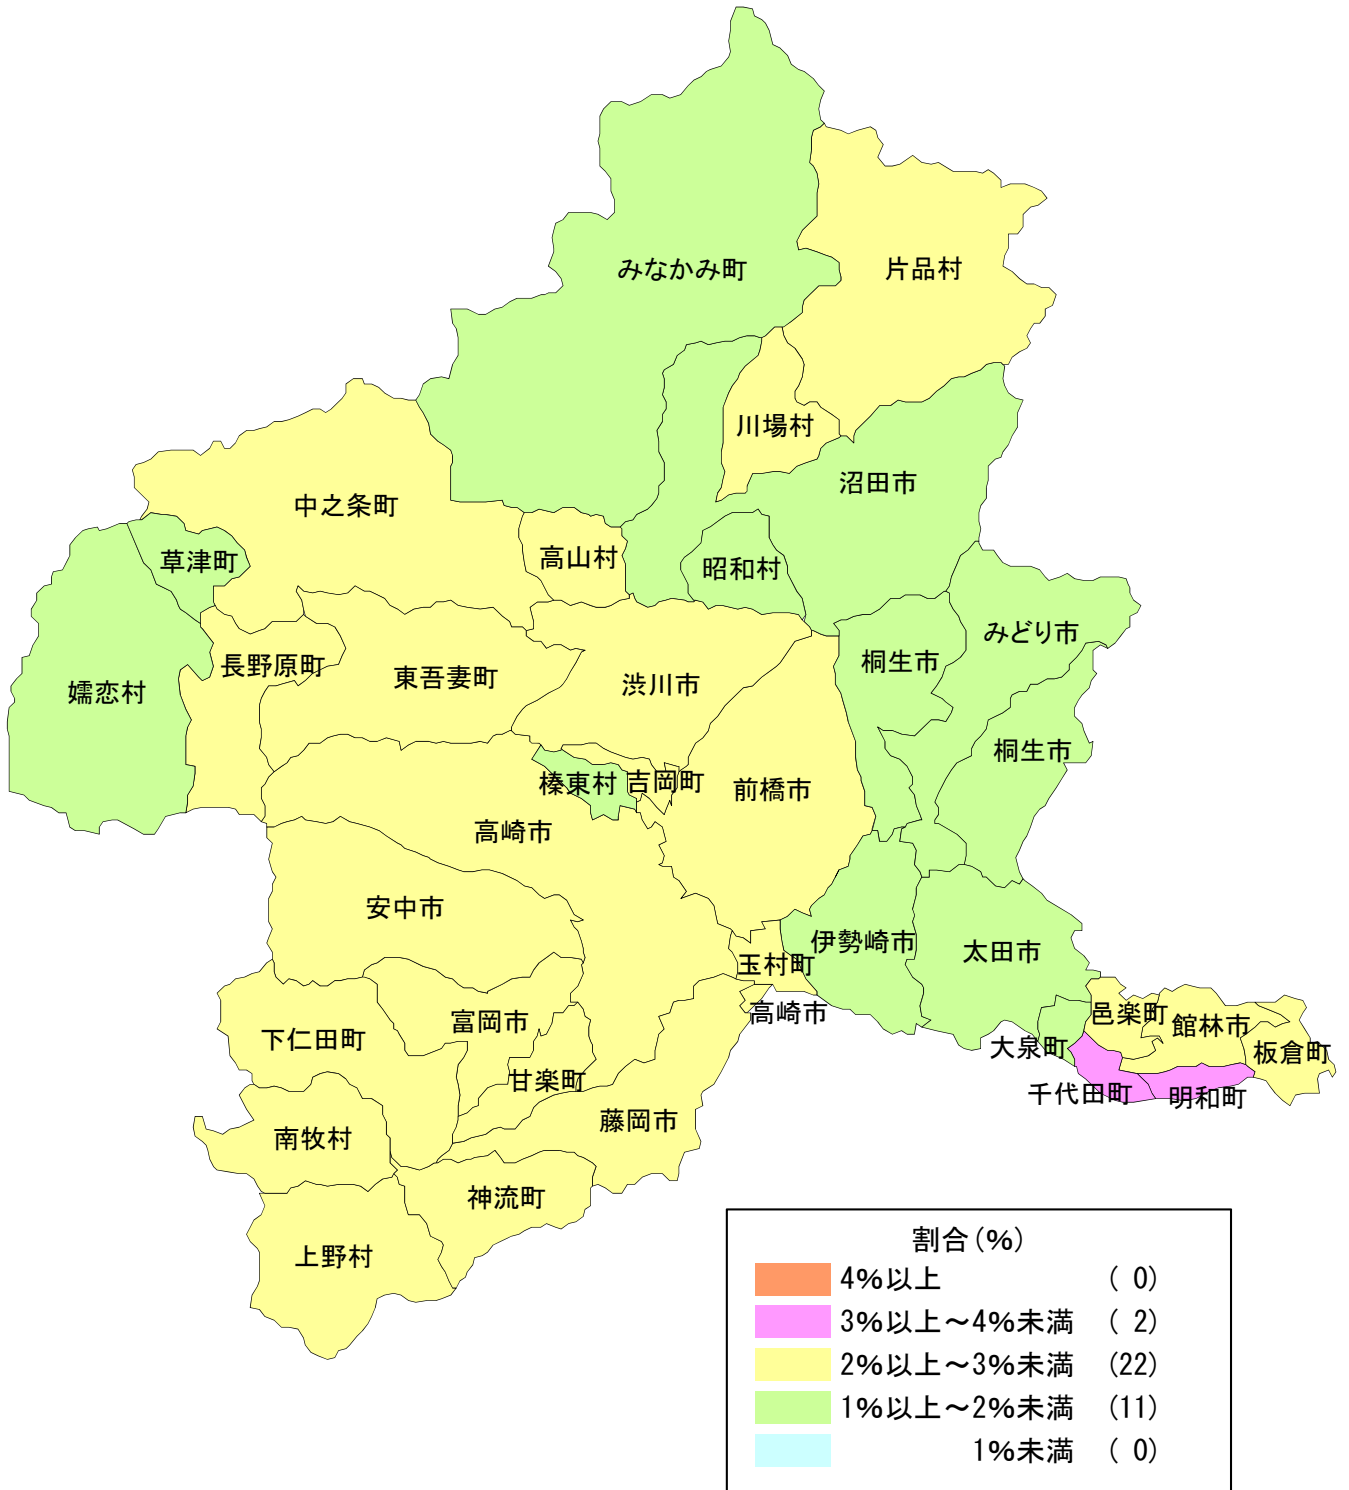 みなかみ町
片品村
川場村
沼田市
中之条町
高山村
草津町
昭和村
みどり市
桐生市
長野原町
東吾妻町
渋川市
嬬恋村
桐生市
榛東村
吉岡町
前橋市
高崎市
安中市
伊勢崎市
太田市
玉村町
高崎市
富岡市
下仁田町
邑楽町
館林市
大泉町
板倉町
甘楽町
千代田町
明和町
藤岡市
南牧村
神流町
上野村
割合(%)
4%以上 ( 0)
3%以上～4%未満 ( 2)
2%以上～3%未満 (22)
1%以上～2%未満 (11)
1%未満 ( 0)